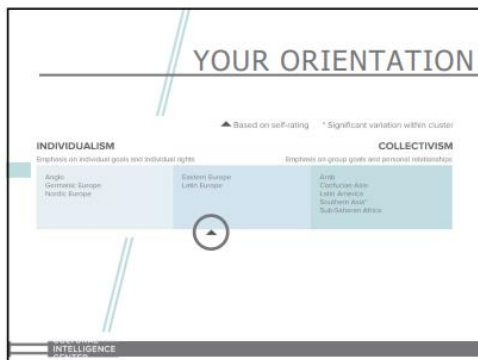 YOUR ORIENTATION
▲ Based on self-rating * Significant variation within cluster
INDIVIDUALISM COLLECTIVISM
Emphasis on individual goals and individual rights Emphasis on group goals and personal relationships
Anglo
Germanic Europe
Nordic Europe
Eastern Europe
Latin Europe
Arab
Confucian Asia
Latin America
Southern Asia*
Sub-Saharan Africa
CULTURAL
INTELLIGENCE
CENTER